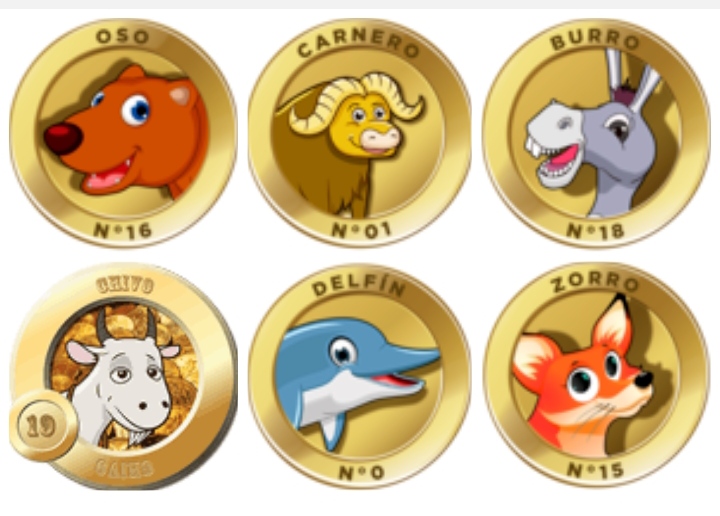 OSO
N°16
CARNERO
N°01
BURRO
N°18
CHIVO
19
DELFÍN
N°0
ZORRO
N°15